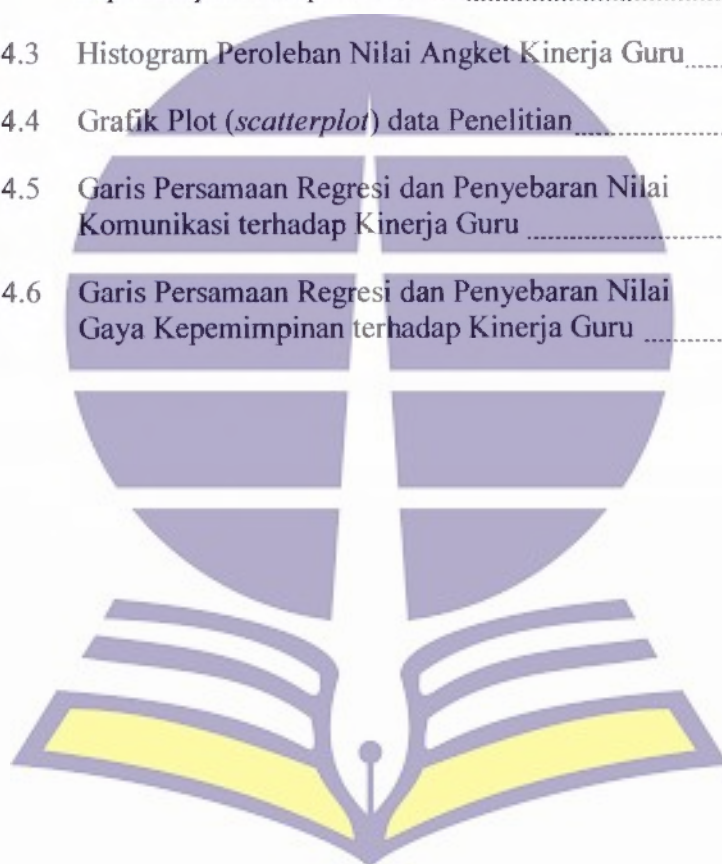 4.3 Histogram Peroleban Nilai Angket Kinerja Guru
4.4 Grafik Plot (scatterplot) data Penelitian
4.5 Garis Persamaan Regresi dan Penyebaran Nilai
Komunikasi terhadap Kinerja Guru
4.6 Garis Persamaan Regresi dan Penyebaran Nilai
Gaya Kepemimpinan terhadap Kinerja Guru